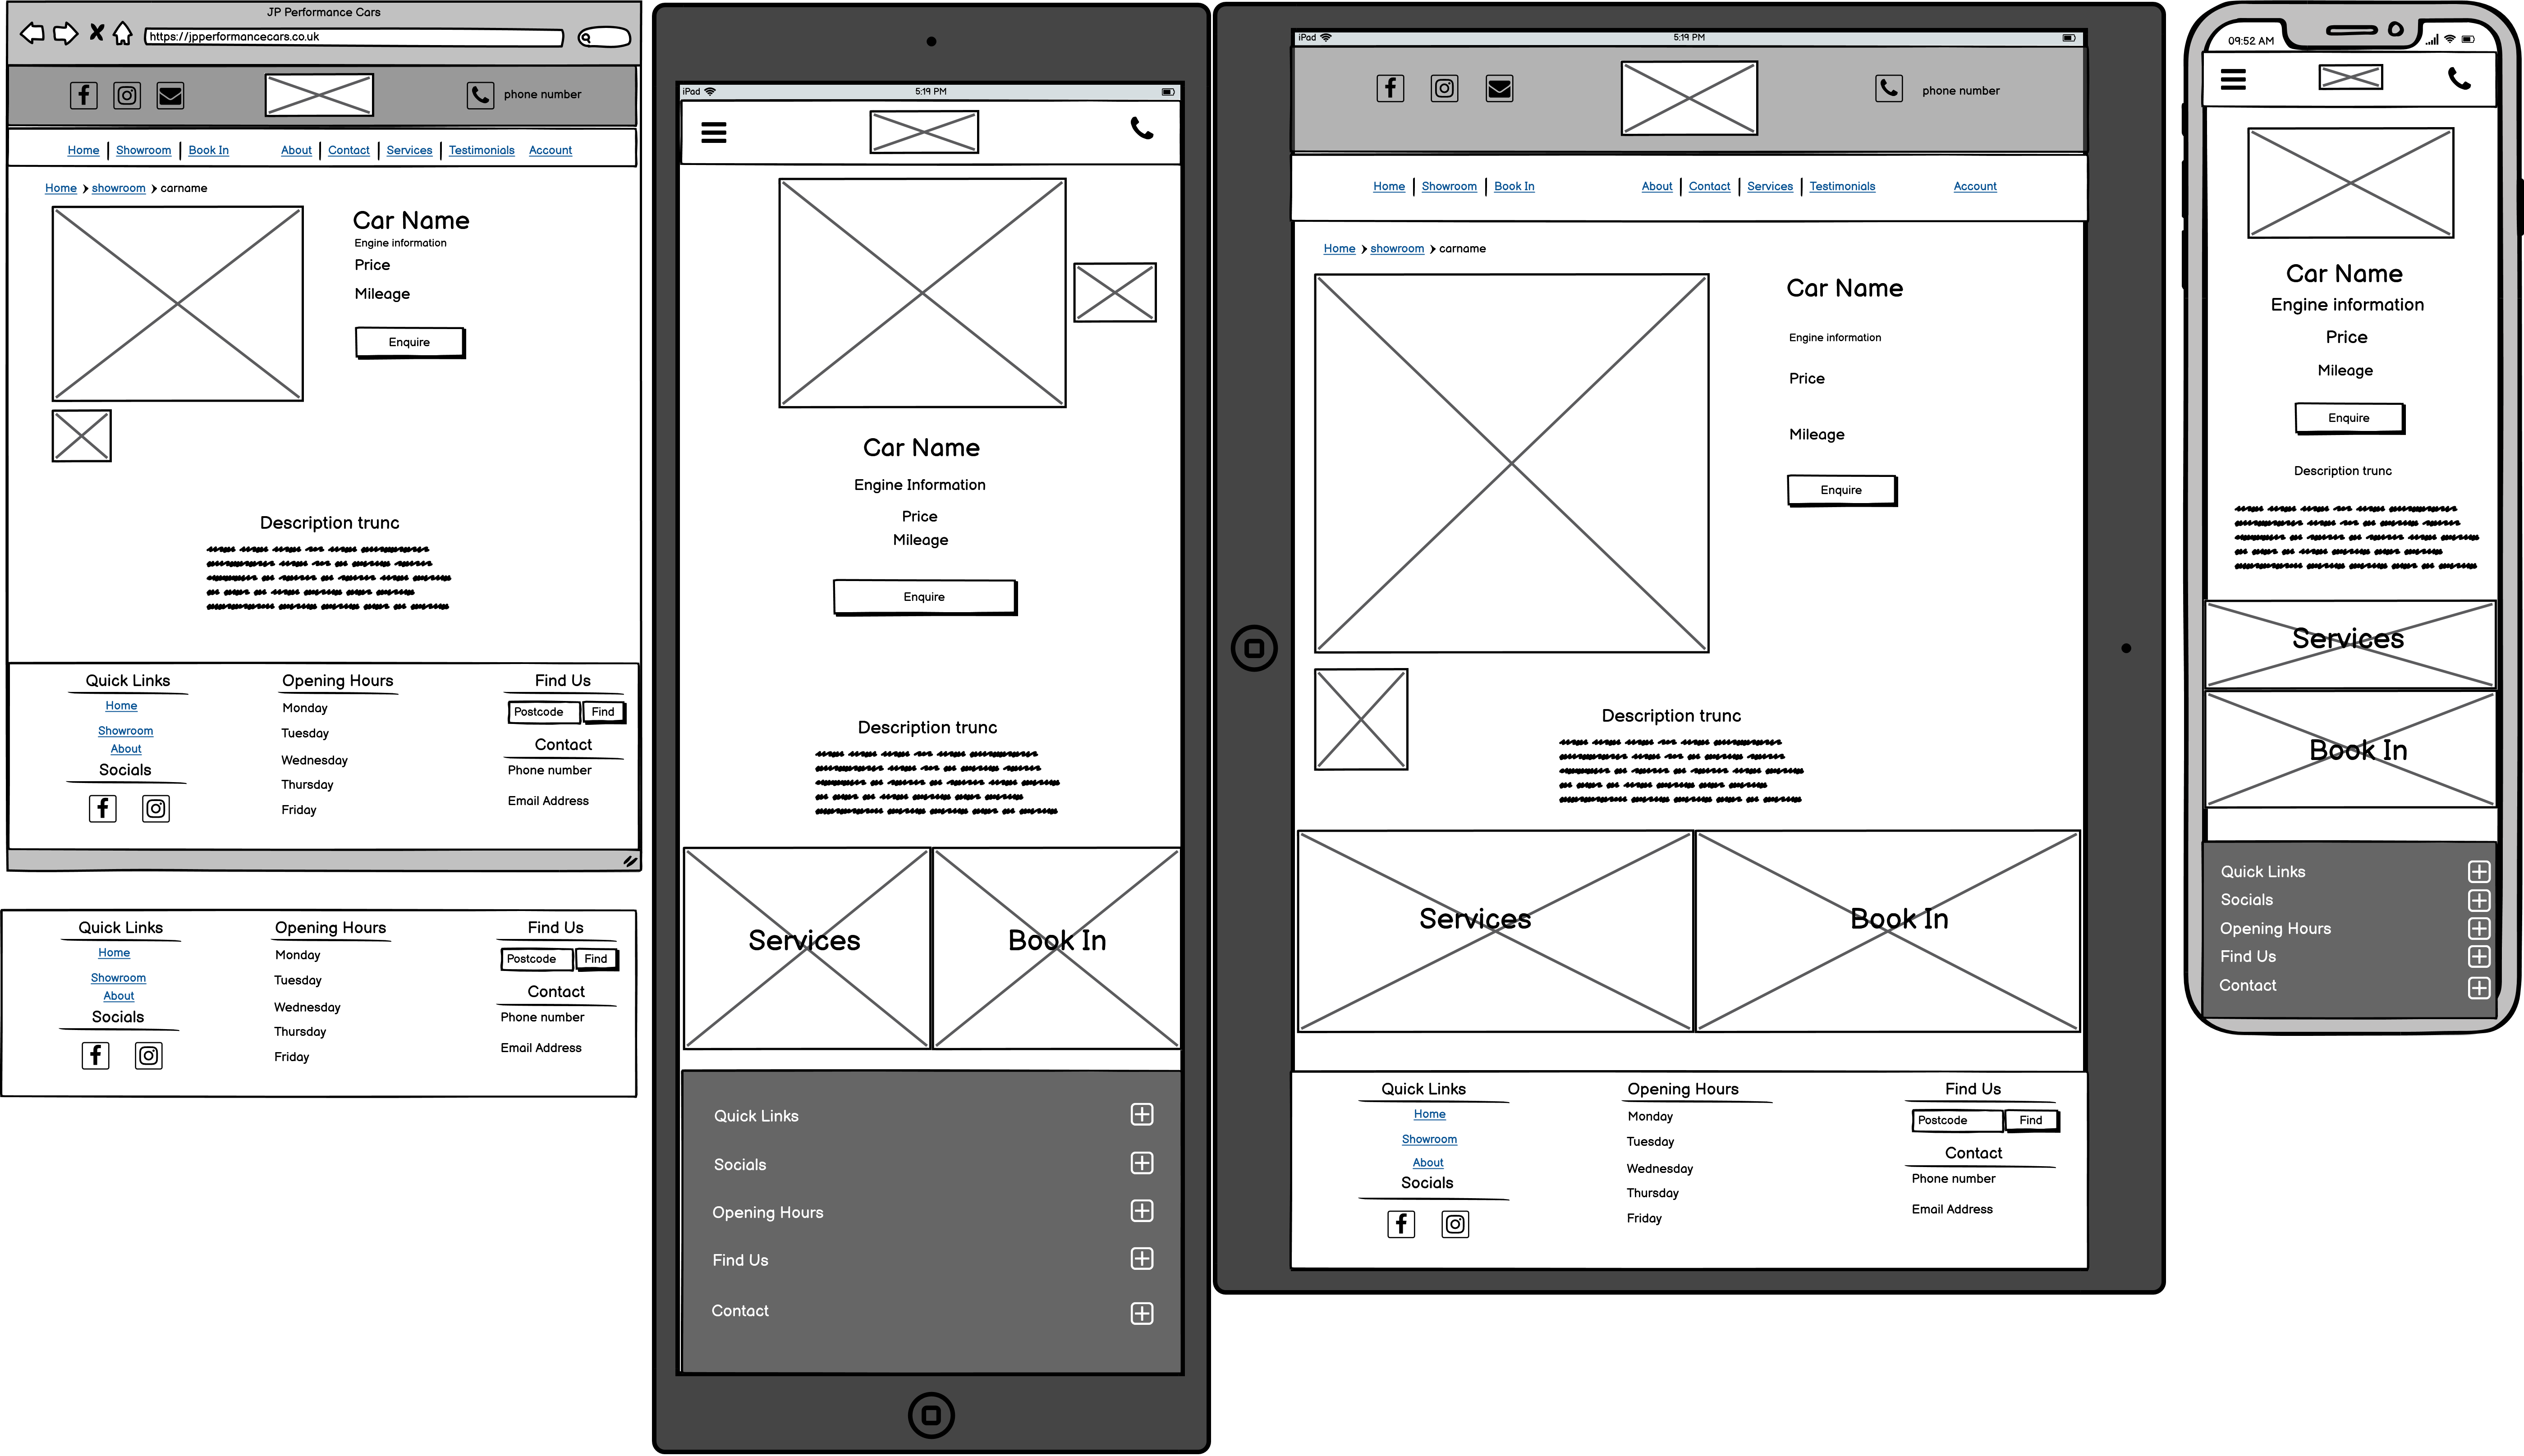 JP Performance Cars
https://jpperformancecars.co.uk
phone number
Home Showroom Book In About Contact Services Testimonials Account
Home showroom carname
Car Name
Engine information
Price
Mileage
Enquire
Description trunc
Quick Links Opening Hours Find Us
Home Monday Postcode Find
Showroom Tuesday
About Wednesday Contact
Socials Thursday Phone number
Friday Email Address
Quick Links Opening Hours Find Us
Home Monday Postcode Find
Showroom Tuesday
About Wednesday Contact
Socials Thursday Phone number
Friday Email Address
iPad 5:19 PM
Car Name
Engine Information
Price
Mileage
Enquire
Description trunc
Services Book In
Quick Links
Socials
Opening Hours
Find Us
Contact
iPad 5:19 PM
phone number
Home Showroom Book In About Contact Services Testimonials Account
Home showroom carname
Car Name
Engine information
Price
Mileage
Enquire
Description trunc
Services Book In
Quick Links Opening Hours Find Us
Home Monday Postcode Find
Showroom Tuesday
About Wednesday Contact
Socials Thursday Phone number
Friday Email Address
09:52 AM
Car Name
Engine information
Price
Mileage
Enquire
Description trunc
Services
Book In
Quick Links
Socials
Opening Hours
Find Us
Contact